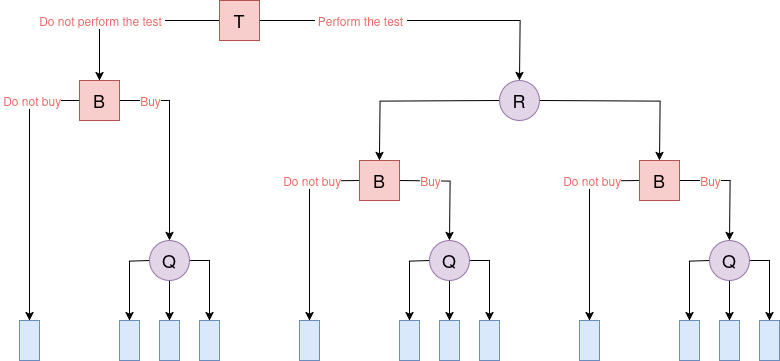 T
Do not perform the test
Perform the test
B
Do not buy
Buy
R
B
Do not buy
Buy
B
Do not buy
Buy
Q
Q
Q